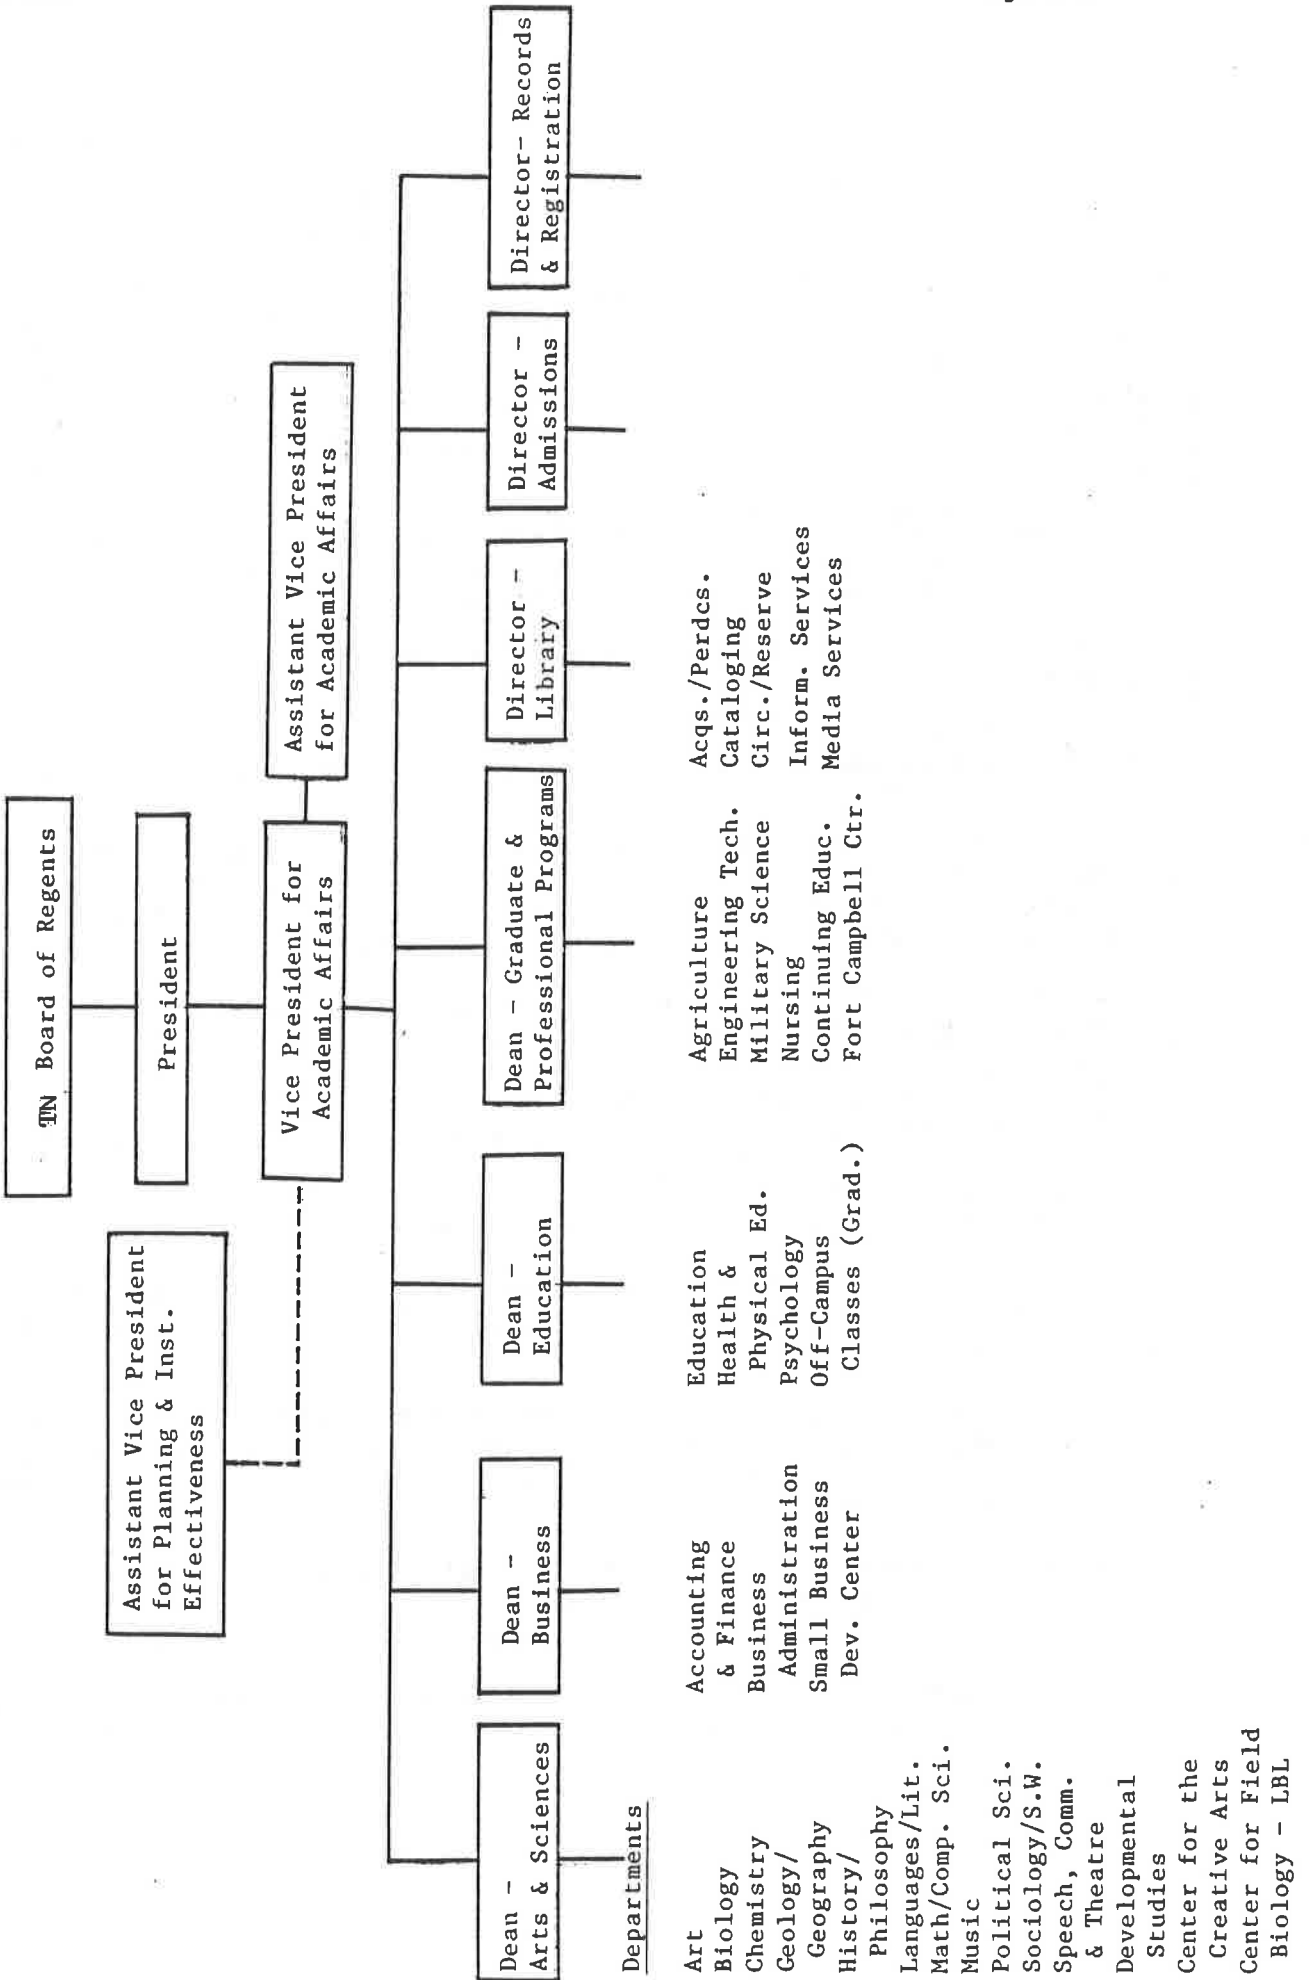 TN Board of Regents
President
Assistant Vice President
for Planning & Inst.
Effectiveness
Vice President for
Academic Affairs
Assistant Vice President
for Academic Affairs
Dean -
Arts & Sciences
Dean -
Business
Dean -
Education
Dean - Graduate &
Professional Programs
Director -
Library
Director -
Admissions
Director- Records
& Registration
Departments
Art
Biology
Chemistry
Geology/
Geography
History/
Philosophy
Languages/Lit.
Math/Comp. Sci.
Music
Political Sci.
Sociology/S.W.
Speech, Comm.
& Theatre
Developmental
Studies
Center for the
Creative Arts
Center for Field
Biology - LBL
Accounting
& Finance
Business
Administration
Small Business
Dev. Center
Education
Health &
Physical Ed.
Psychology
Off-Campus
Classes (Grad.)
Agriculture
Engineering Tech.
Military Science
Nursing
Continuing Educ.
Fort Campbell Ctr.
Acqs./Perdcs.
Cataloging
Circ./Reserve
Inform. Services
Media Services